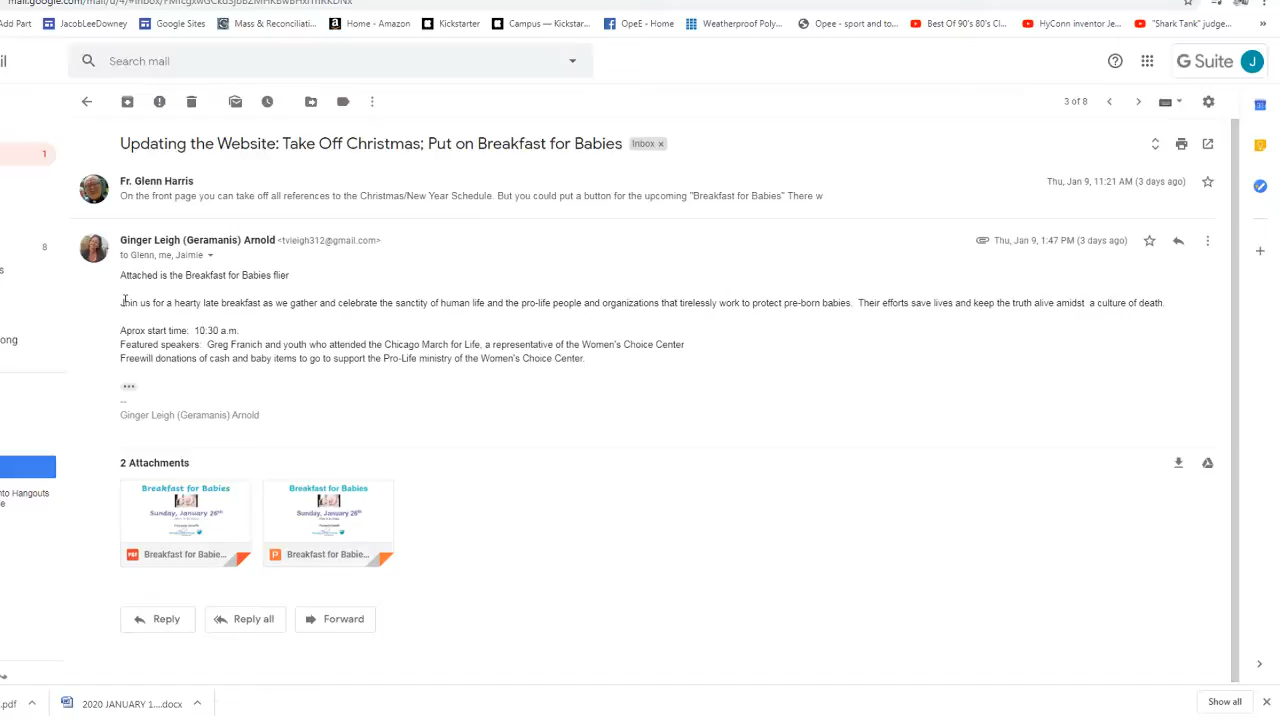 Add Part JacobLeeDowney Google Sites Mass & Reconciliati... Home - Amazon Kickstarter Campus — Kickstar... OpeE - Home Weatherproof Poly... Opee - sport and to... Best Of 90's 80's Cl... HyConn inventor Je... "Shark Tank" judge... »
Search mail
G Suite J
3 of 8
Updating the Website: Take Off Christmas; Put on Breakfast for Babies Inbox x
1
Fr. Glenn Harris Thu, Jan 9, 11:21 AM (3 days ago)
On the front page you can take off all references to the Christmas/New Year Schedule. But you could put a button for the upcoming "Breakfast for Babies" There w
Ginger Leigh (Geramanis) Arnold <tvleigh312@gmail.com> Thu, Jan 9, 1:47 PM (3 days ago)
8
to Glenn, me, Jaimie
Attached is the Breakfast for Babies flier
Join us for a hearty late breakfast as we gather and celebrate the sanctity of human life and the pro-life people and organizations that tirelessly work to protect pre-born babies. Their efforts save lives and keep the truth alive amidst a culture of death.
Aprox start time: 10:30 a.m.
Featured speakers: Greg Franich and youth who attended the Chicago March for Life, a representative of the Women's Choice Center
Freewill donations of cash and baby items to go to support the Pro-Life ministry of the Women's Choice Center.
--
Ginger Leigh (Geramanis) Arnold
2 Attachments
Breakfast for Babies
Sunday, January 26th
PDF Breakfast for Babie...
Breakfast for Babies
Sunday, January 26th
P Breakfast for Babie...
Reply Reply all Forward
.pdf 2020 JANUARY 1....docx Show all